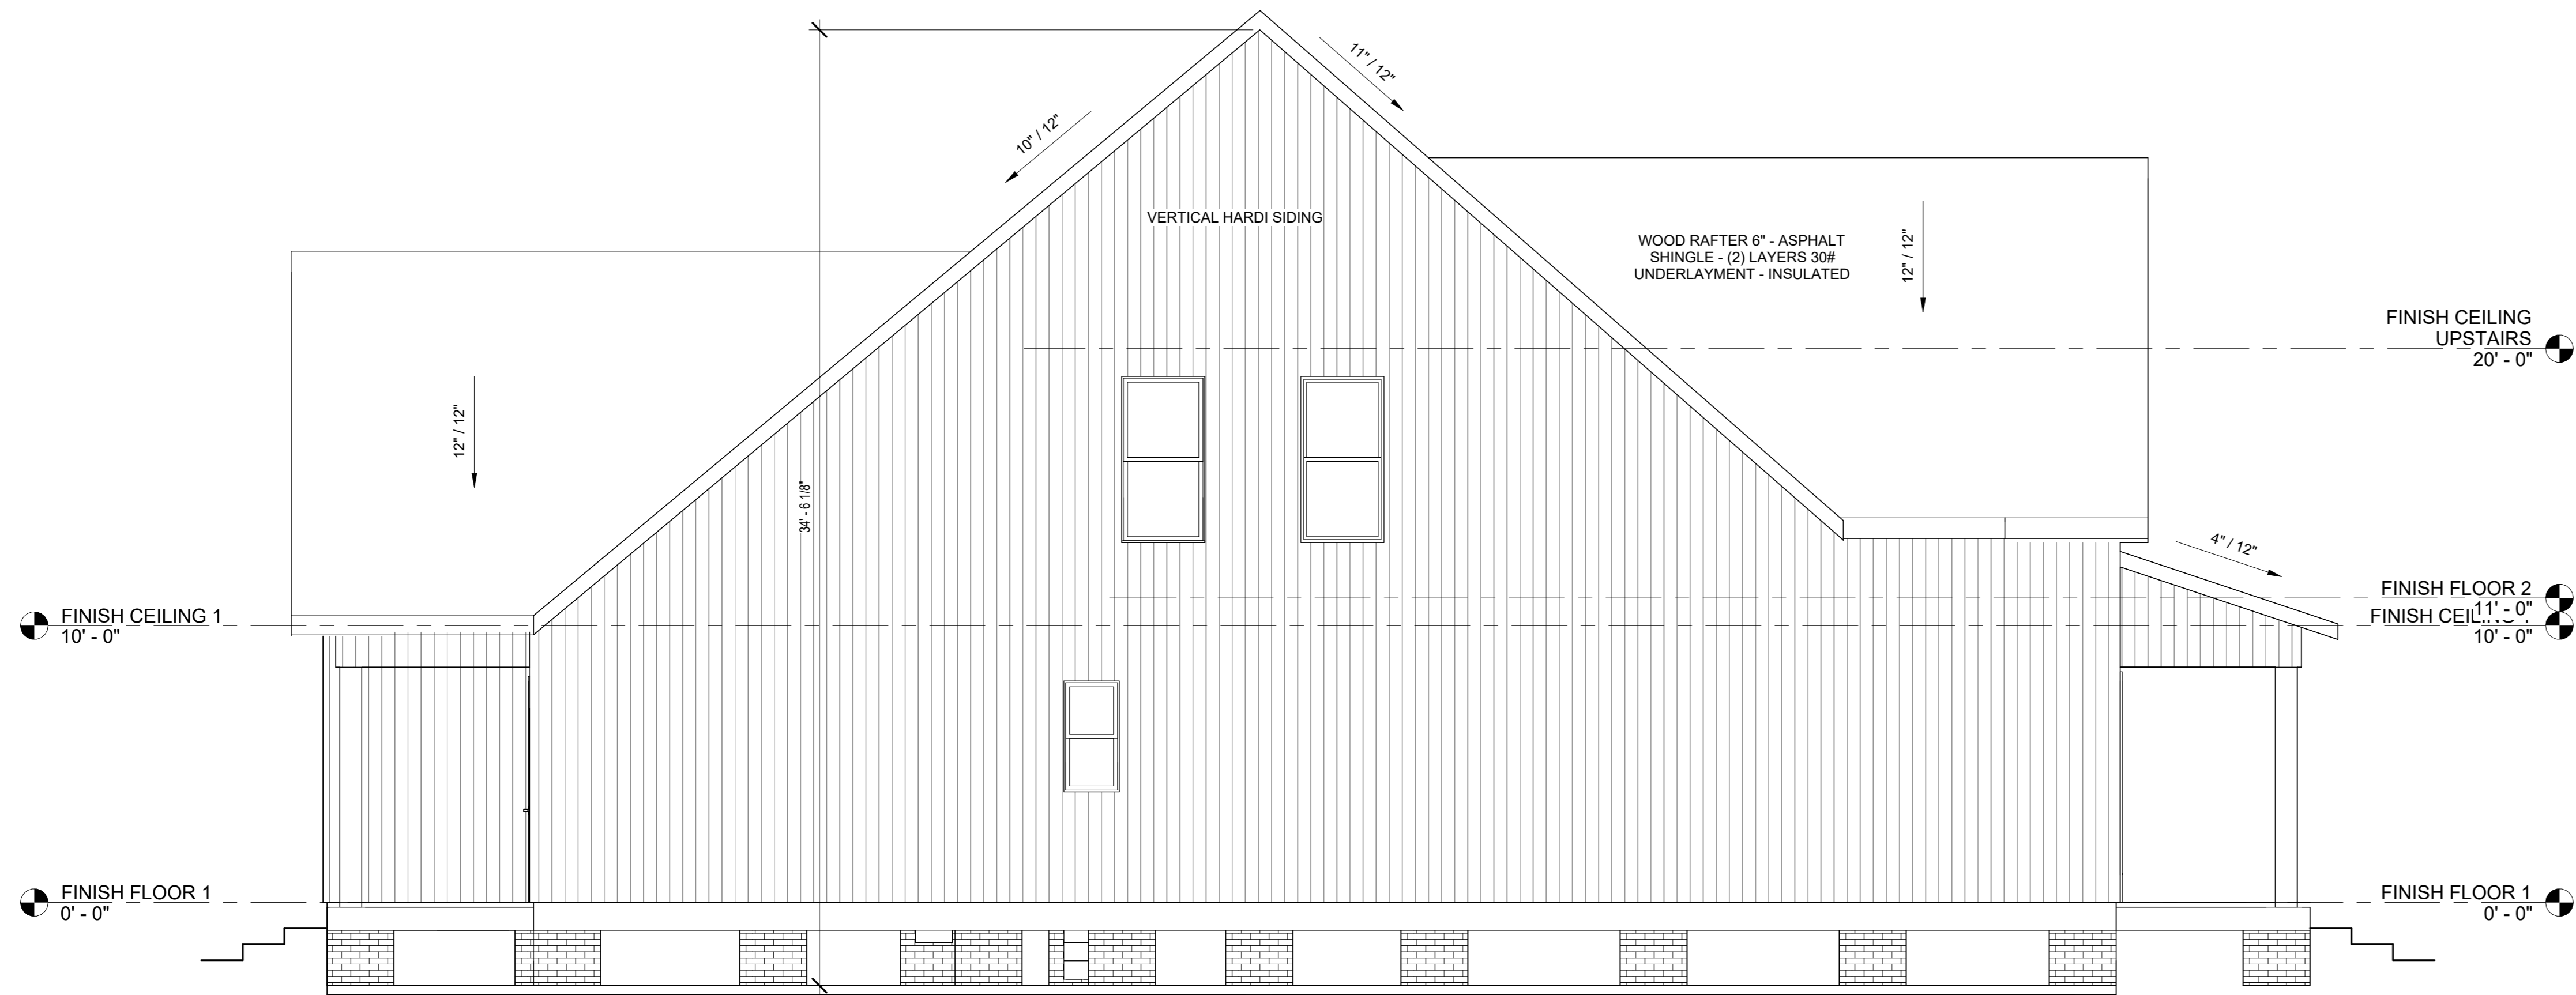 11" / 12"
10" / 12"
VERTICAL HARDI SIDING
WOOD RAFTER 6" - ASPHALT
SHINGLE - (2) LAYERS 30#
UNDERLAYMENT - INSULATED
12" / 12"
FINISH CEILING
UPSTAIRS
20' - 0"
12" / 12"
34' - 6 1/8"
4" / 12"
FINISH FLOOR 2
11' - 0"
FINISH CEILING 1
10' - 0"
FINISH
10' - 0"
FINISH FLOOR 1
0' - 0"
FINISH FLOOR 1
0' - 0"